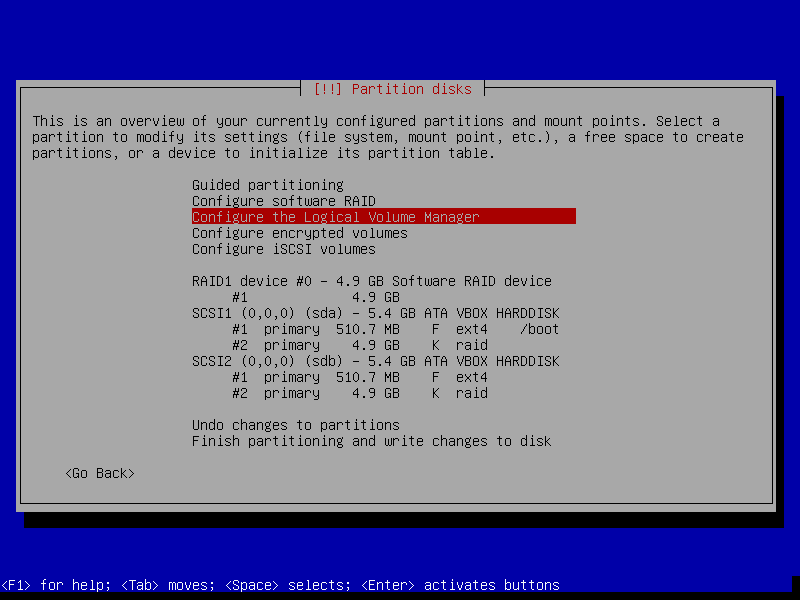 [!!] Partition disks
This is an overview of your currently configured partitions and mount points. Select a
partition to modify its settings (file system, mount point, etc.), a free space to create
partitions, or a device to initialize its partition table.
Guided partitioning
Configure software RAID
Configure the Logical Volume Manager
Configure encrypted volumes
Configure iSCSI volumes
RAID1 device #0 - 4.9 GB Software RAID device
#1 4.9 GB
SCSI1 (0,0,0) (sda) - 5.4 GB ATA VBOX HARDDISK
#1 primary 510.7 MB F ext4 /boot
#2 primary 4.9 GB K raid
SCSI2 (0,0,0) (sdb) - 5.4 GB ATA VBOX HARDDISK
#1 primary 510.7 MB F ext4
#2 primary 4.9 GB K raid
Undo changes to partitions
Finish partitioning and write changes to disk
<Go Back>
<F1> for help; <Tab> moves; <Space> selects; <Enter> activates buttons